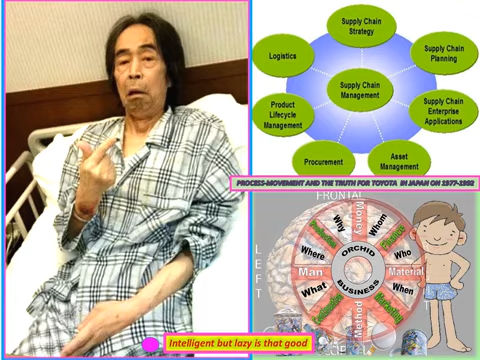 Supply Chain
Strategy
Logistics
Supply Chain
Planning
Supply Chain
Management
Product
Lifecycle
Management
Supply Chain
Enterprise
Applications
Procurement
Asset
Management
PROCESS-MOVEMENT AND THE TRUTH FOR TOYOTA IN JAPAN ON 1977-1992
FRONTAL
Money
Why
Whom
Where
Who
ORCHID
BUSINESS
LEFT
Man
Material
What
When
Method
Intelligent but lazy is that good